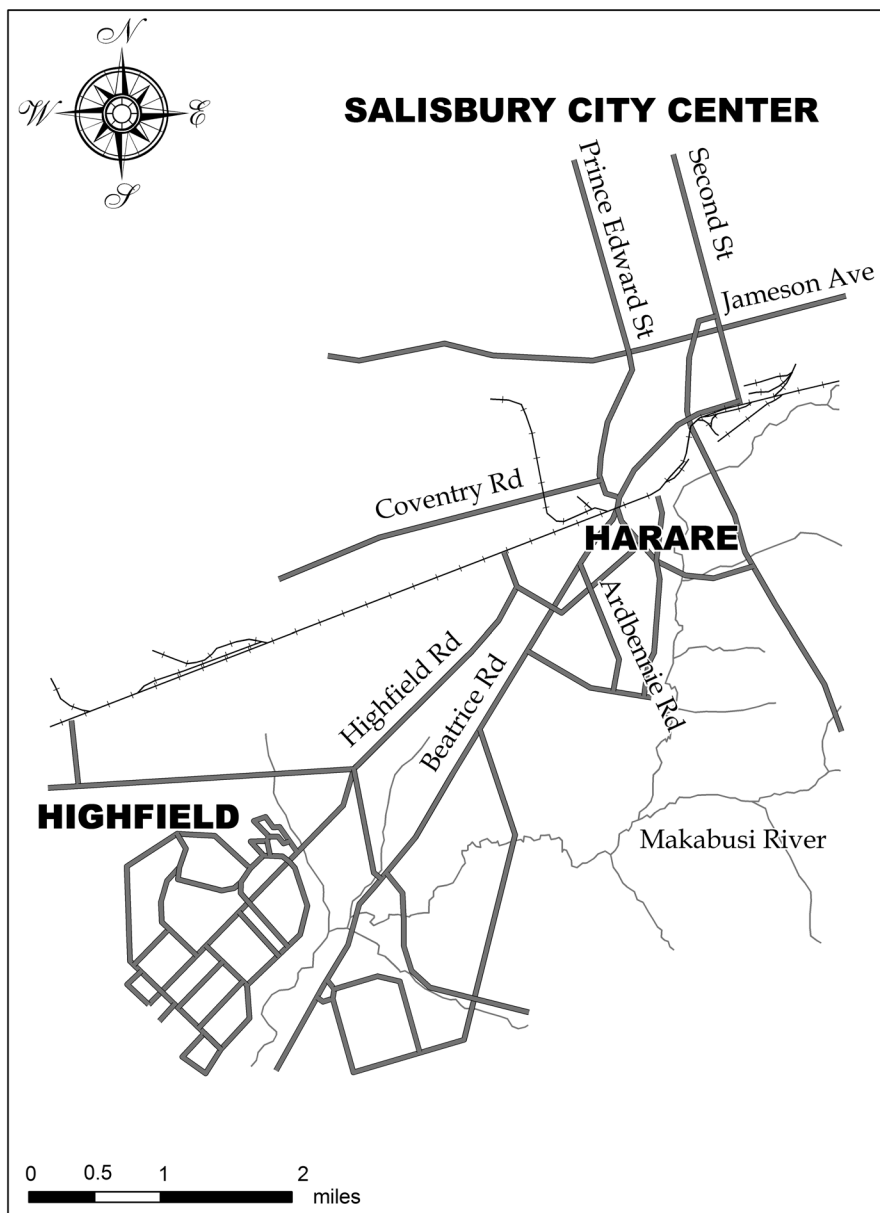 N
W
E
S
SALISBURY CITY CENTER
Prince Edward St
Second St
Jameson Ave
Coventry Rd
HARARE
Ardbennie Rd
Highfield Rd
Beatrice Rd
HIGHFIELD
Makabusi River
0 0.5 1 2
miles